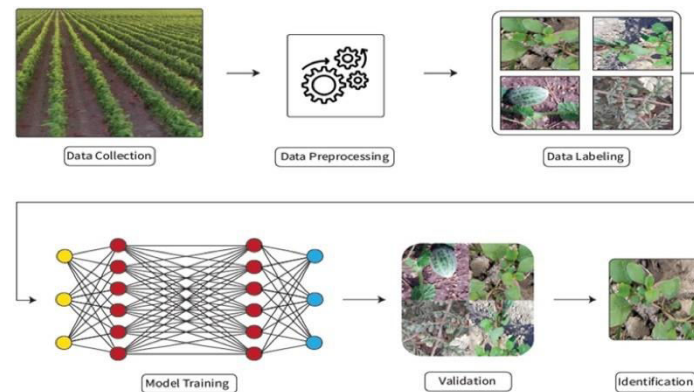 Data Collection
Data Preprocessing
Data Labeling
Model Training
Validation
Identification